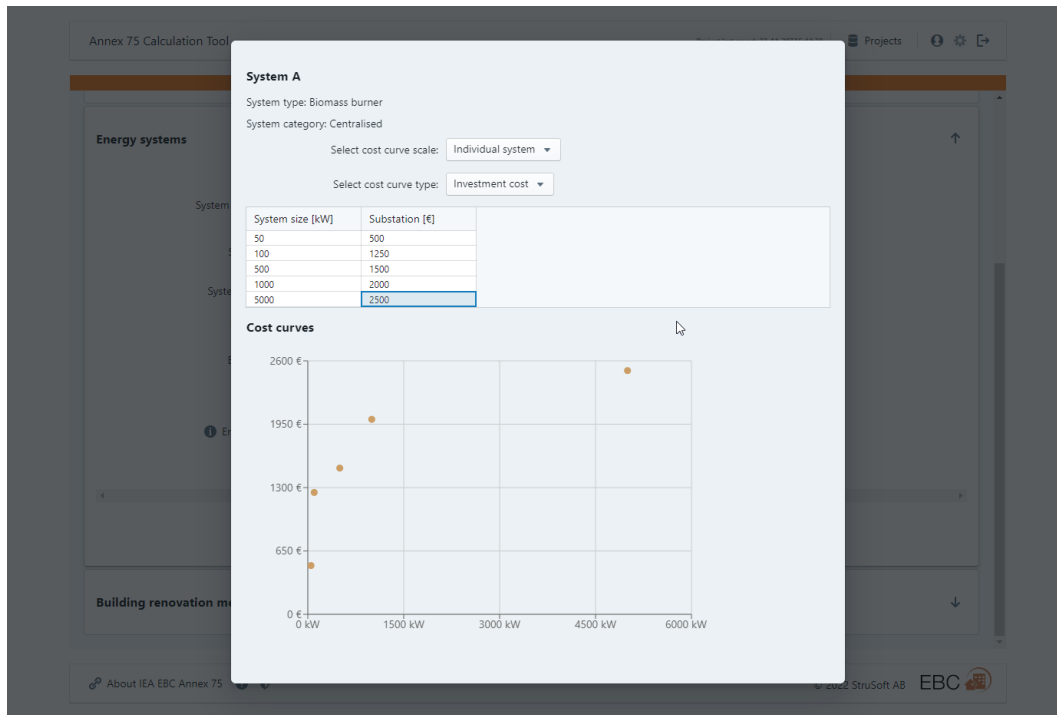 Annex 75 Calculation Tool
Projects
System A
System type: Biomass burner
System category: Centralised
Energy systems
Select cost curve scale: Individual system
Select cost curve type: Investment cost
System
System size [kW] Substation [€]
50 500
100 1250
500 1500
1000 2000
5000 2500
Cost curves
2600 €
1950 €
1300 €
650 €
0 €
0 kW 1500 kW 3000 kW 4500 kW 6000 kW
Building renovation
About IEA EBC Annex 75
2022 StruSoft AB
EBC